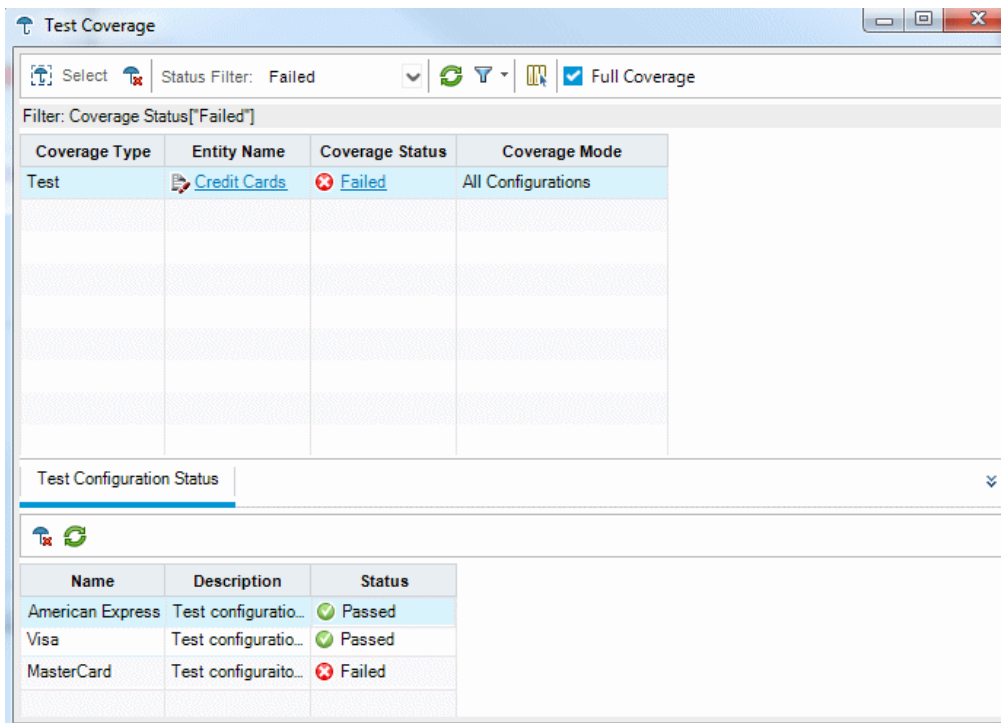 Test Coverage
Select Status Filter: Failed Full Coverage
Filter: Coverage Status["Failed"]
Coverage Type Entity Name Coverage Status Coverage Mode
Test Credit Cards Failed All Configurations
Test Configuration Status
Name Description Status
American Express Test configuratio... Passed
Visa Test configuratio... Passed
MasterCard Test configuraito... Failed